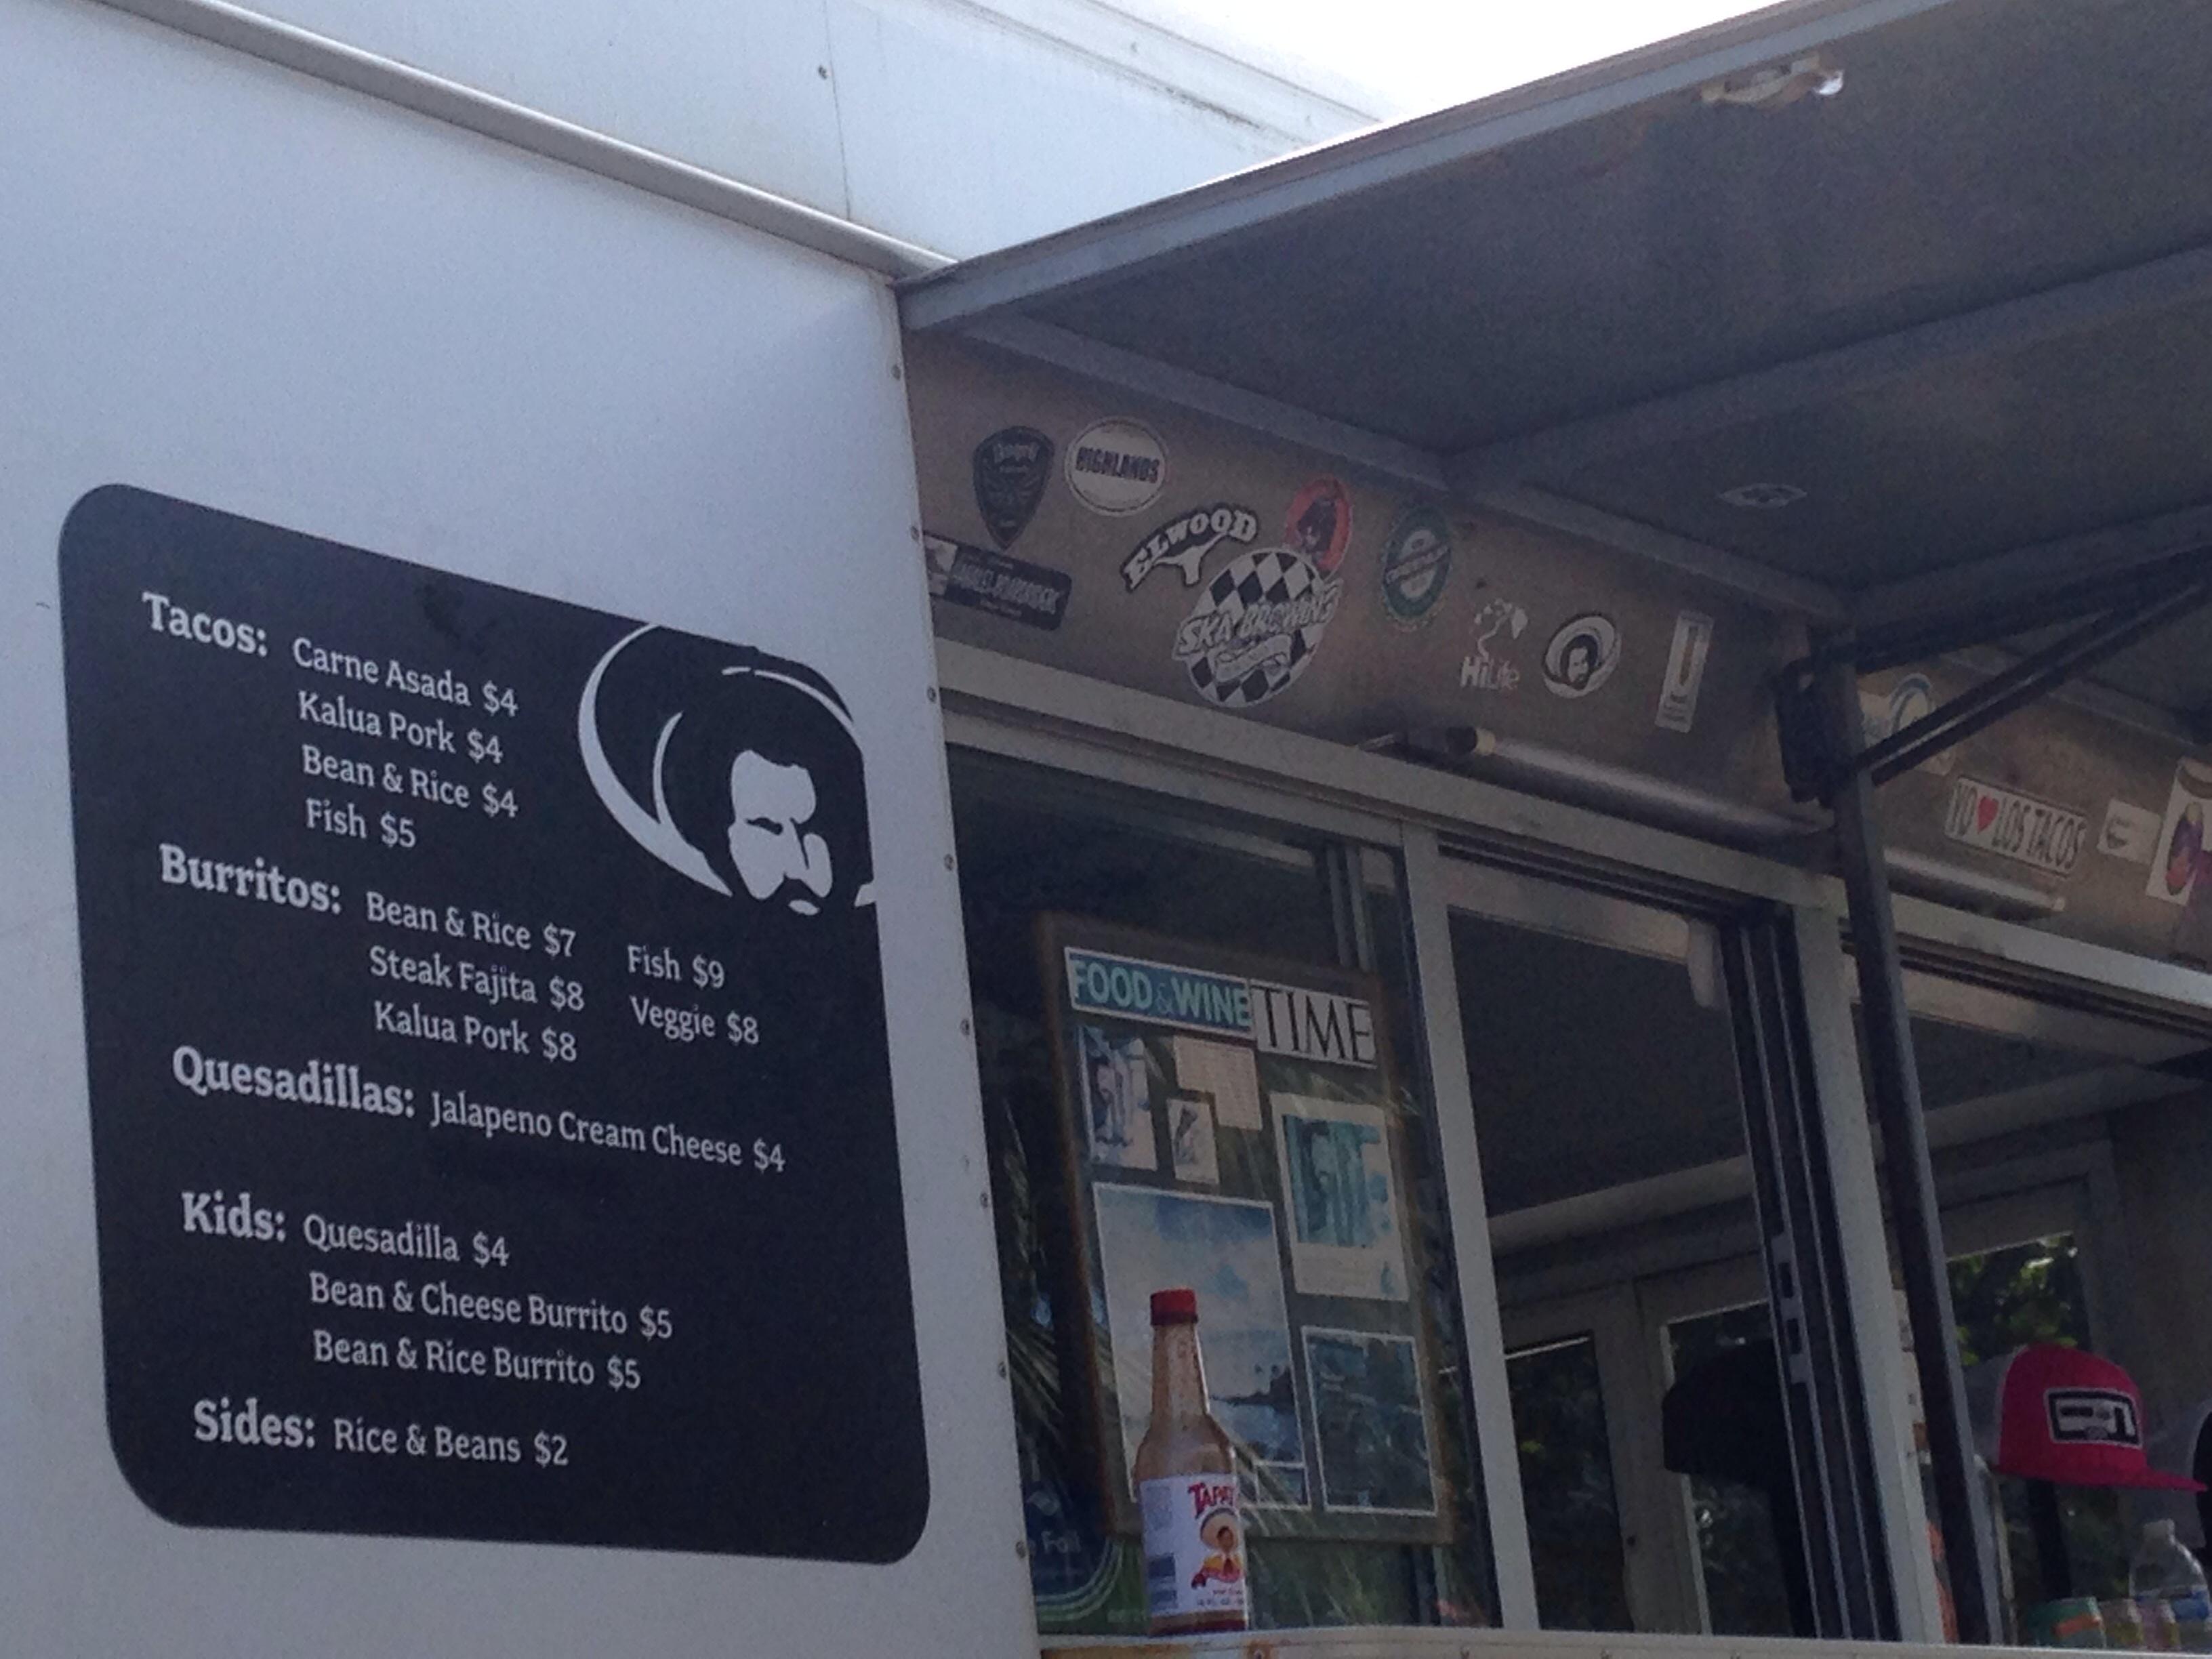 Tacos: Carne Asada $4
Kalua Pork $4
Bean & Rice $4
Fish $5
Burritos: Bean & Rice $7
Steak Fajita $8
Kalua Pork $8
Fish $9
Veggie $8
Quesadillas: Jalapeno Cream Cheese $4
Kids: Quesadilla $4
Bean & Cheese Burrito $5
Bean & Rice Burrito $5
Sides: Rice & Beans $2
HIGHLANDS
ELWOOD
SKA
HiLife
YO ♥ LOS TACOS
FOOD & WINE
TIME